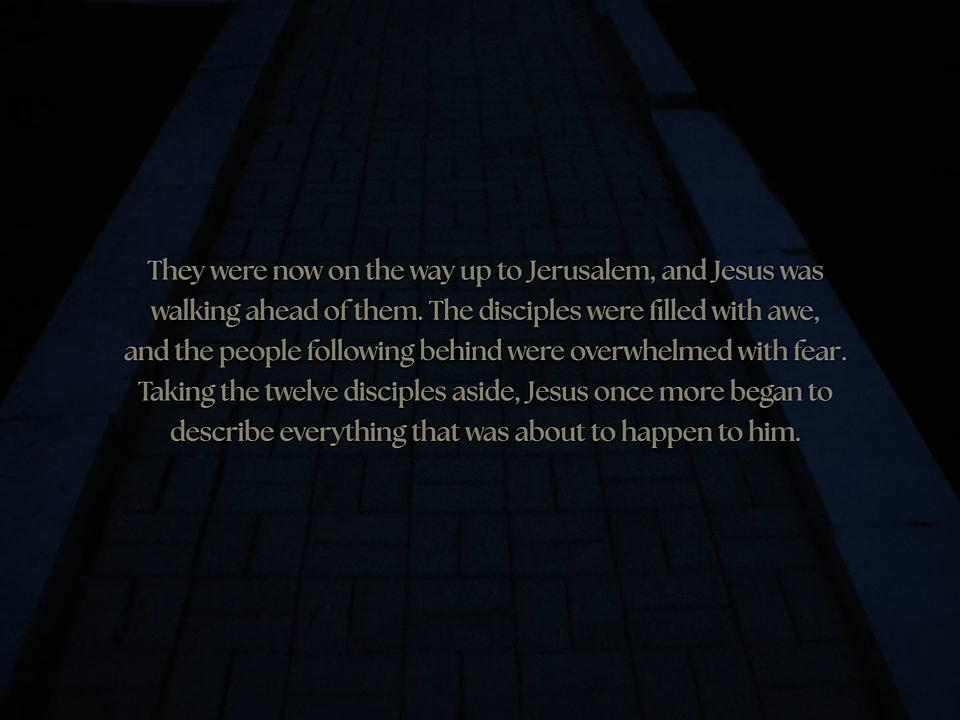 They were now on the way up to Jerusalem, and Jesus was
walking ahead of them. The disciples were filled with awe,
and the people following behind were overwhelmed with fear.
Taking the twelve disciples aside, Jesus once more began to
describe everything that was about to happen to him.